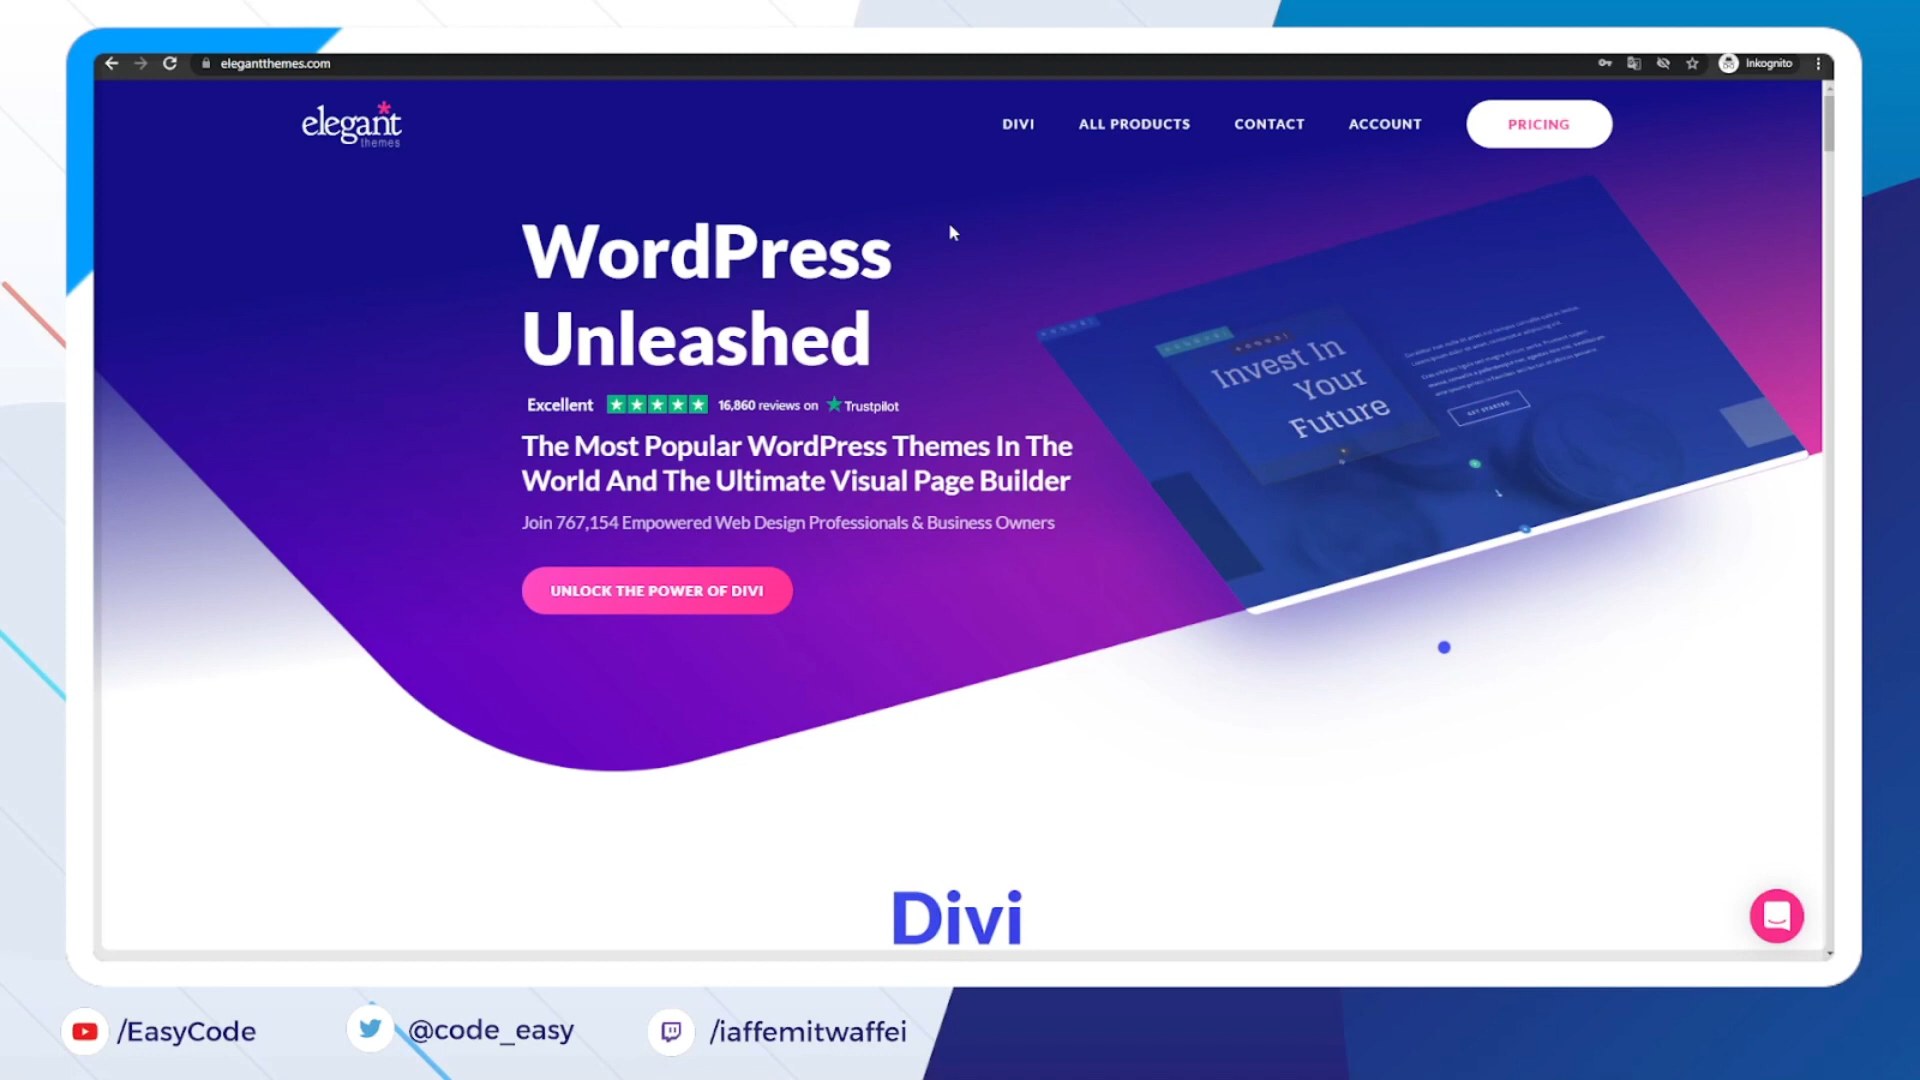 elegantthemes.com
Inkognito
elegant
themes
DIVI
ALL PRODUCTS
CONTACT
ACCOUNT
PRICING
WordPress
Unleashed
Excellent 16,860 reviews on Trustpilot
The Most Popular WordPress Themes In The
World And The Ultimate Visual Page Builder
Join 767,154 Empowered Web Design Professionals & Business Owners
UNLOCK THE POWER OF DIVI
Invest In
Your
Future
GET STARTED
Divi
/EasyCode
@code_easy
/iaffemitwaffei